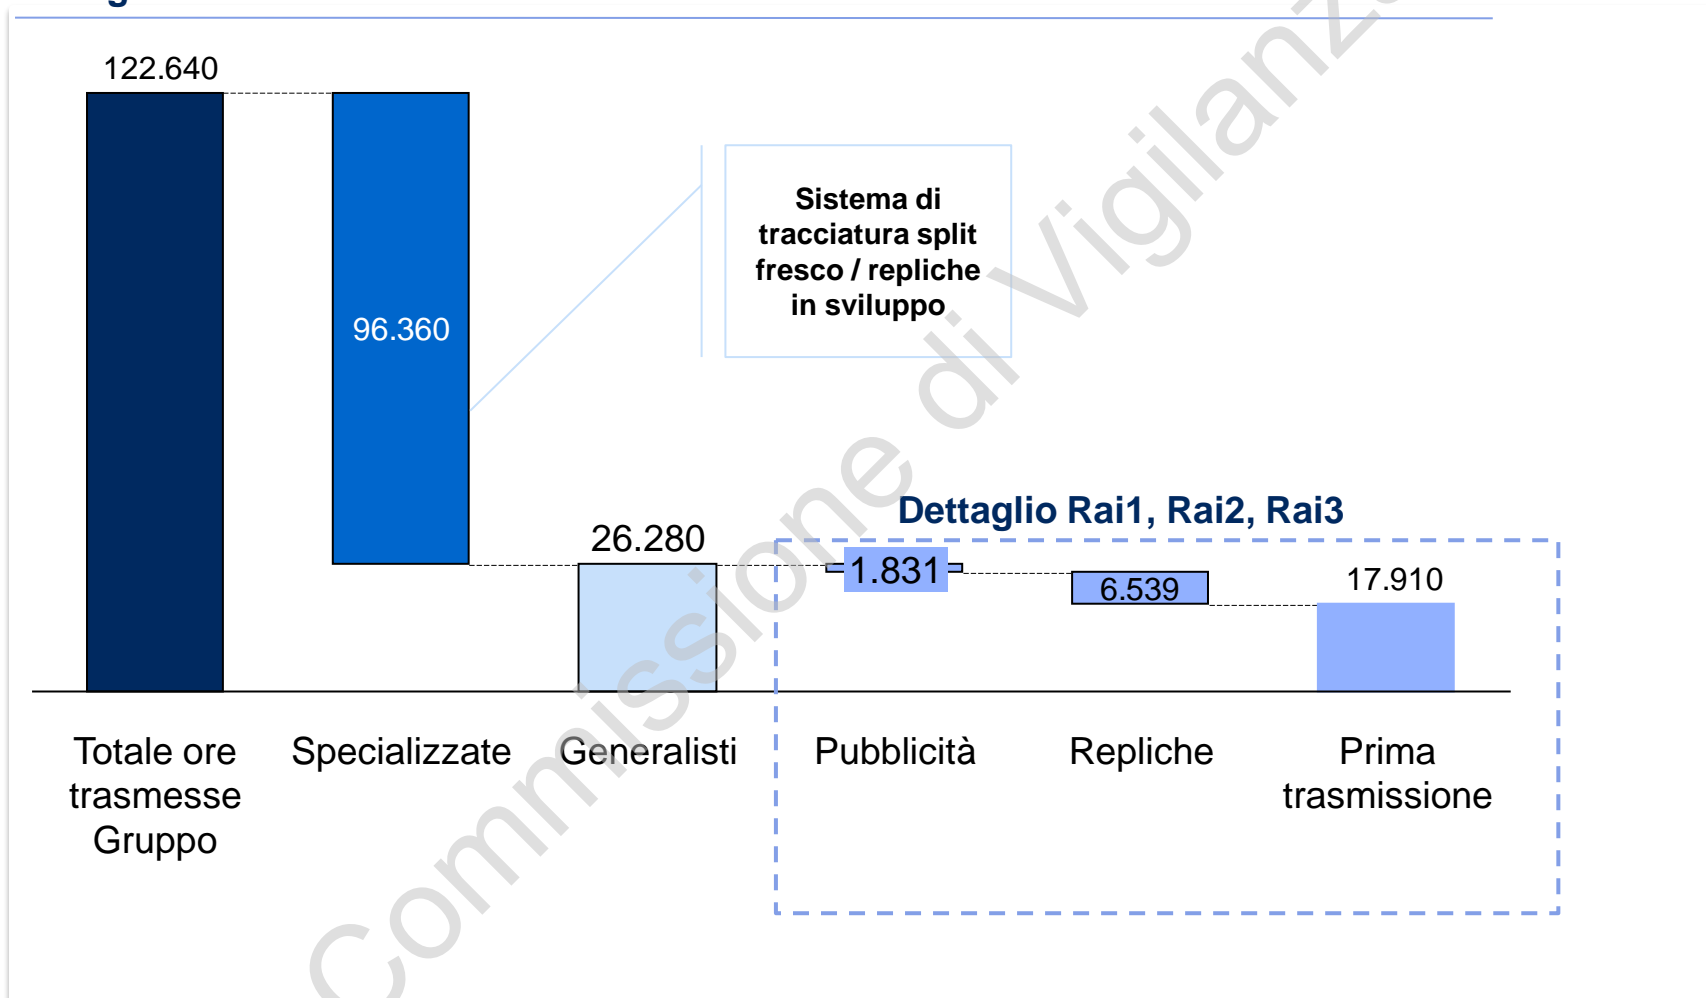 122.640
96.360
Sistema di
tracciatura split
fresco / repliche
in sviluppo
26.280
Dettaglio Rai1, Rai2, Rai3
1.831
6.539
17.910
Totale ore
trasmesse
Gruppo
Specializzate
Generalisti
Pubblicità
Repliche
Prima
trasmissione
Commissione di Vigilanza